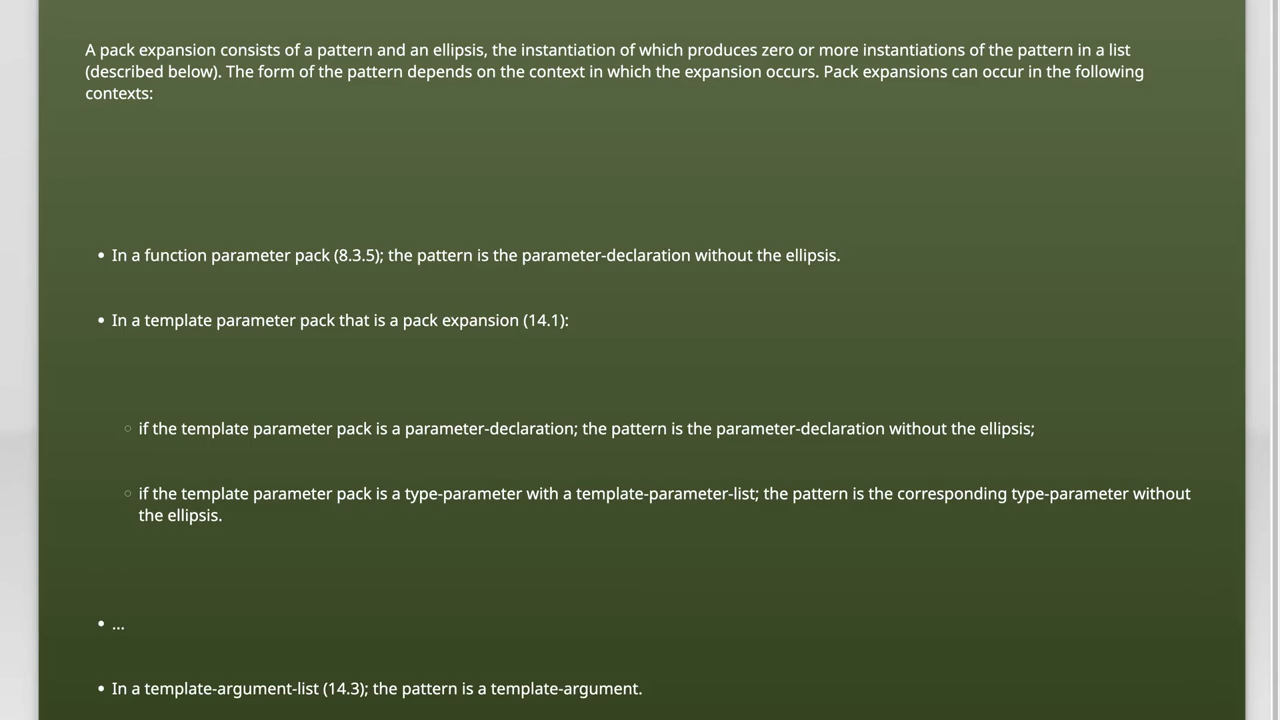 A pack expansion consists of a pattern and an ellipsis, the instantiation of which produces zero or more instantiations of the pattern in a list
(described below). The form of the pattern depends on the context in which the expansion occurs. Pack expansions can occur in the following
contexts:
• In a function parameter pack (8.3.5); the pattern is the parameter-declaration without the ellipsis.
• In a template parameter pack that is a pack expansion (14.1):
○ if the template parameter pack is a parameter-declaration; the pattern is the parameter-declaration without the ellipsis;
○ if the template parameter pack is a type-parameter with a template-parameter-list; the pattern is the corresponding type-parameter without
the ellipsis.
• ...
• In a template-argument-list (14.3); the pattern is a template-argument.